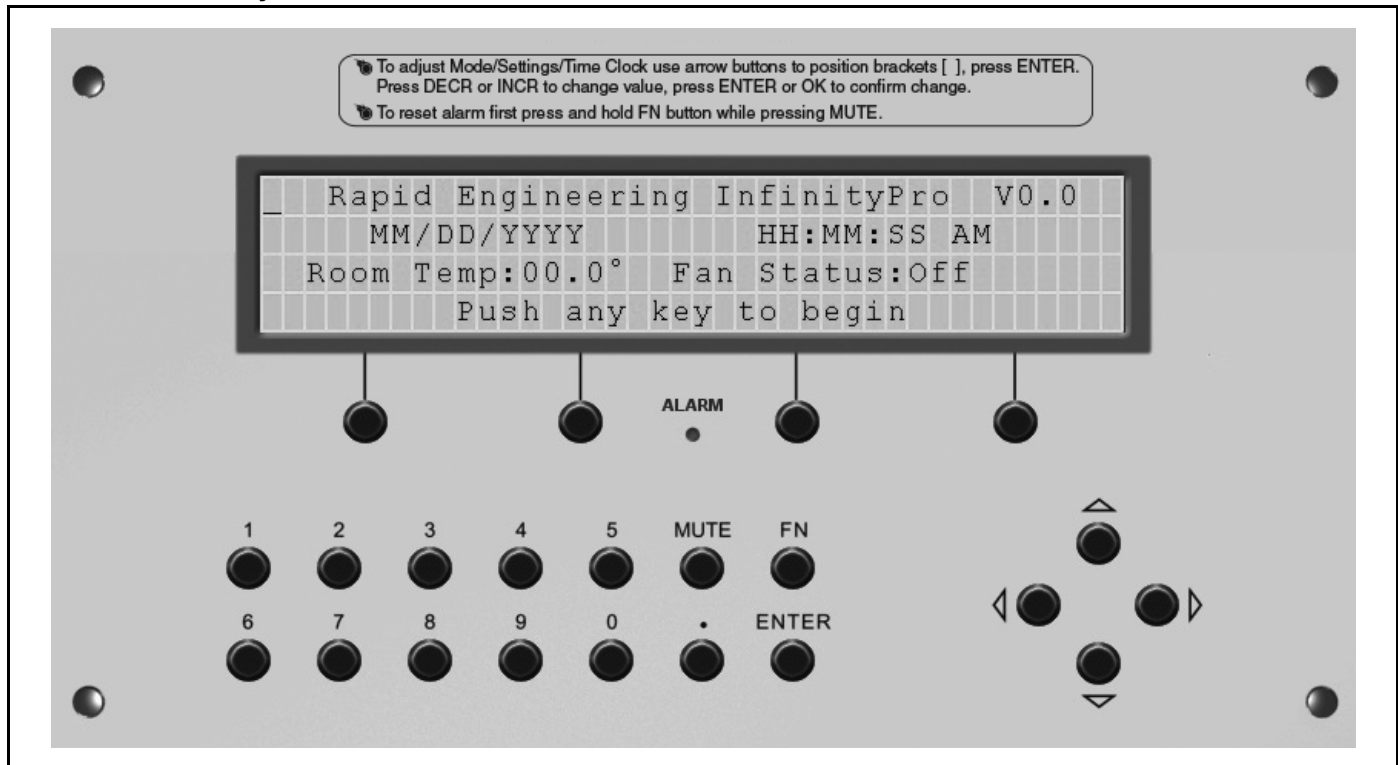 To adjust Mode/Settings/Time Clock use arrow buttons to position brackets [ ], press ENTER.
Press DECR or INCR to change value, press ENTER or OK to confirm change.
To reset alarm first press and hold FN button while pressing MUTE.
_ Rapid Engineering InfinityPro V0.0
MM/DD/YYYY HH:MM:SS AM
Room Temp:00.0° Fan Status:Off
Push any key to begin
ALARM
1 2 3 4 5 MUTE FN
6 7 8 9 0 . ENTER